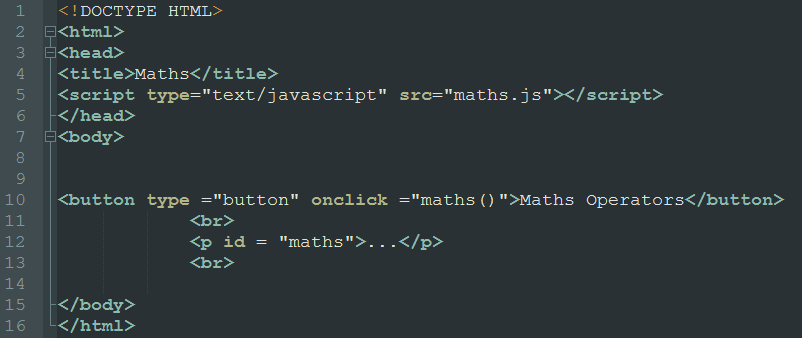 1 <!DOCTYPE HTML>
2 <html>
3 <head>
4 <title>Maths</title>
5 <script type="text/javascript" src="maths.js"></script>
6 </head>
7 <body>
8
9
10 <button type ="button" onclick ="maths()">Maths Operators</button>
11 <br>
12 <p id = "maths">...</p>
13 <br>
14
15 </body>
16 </html>